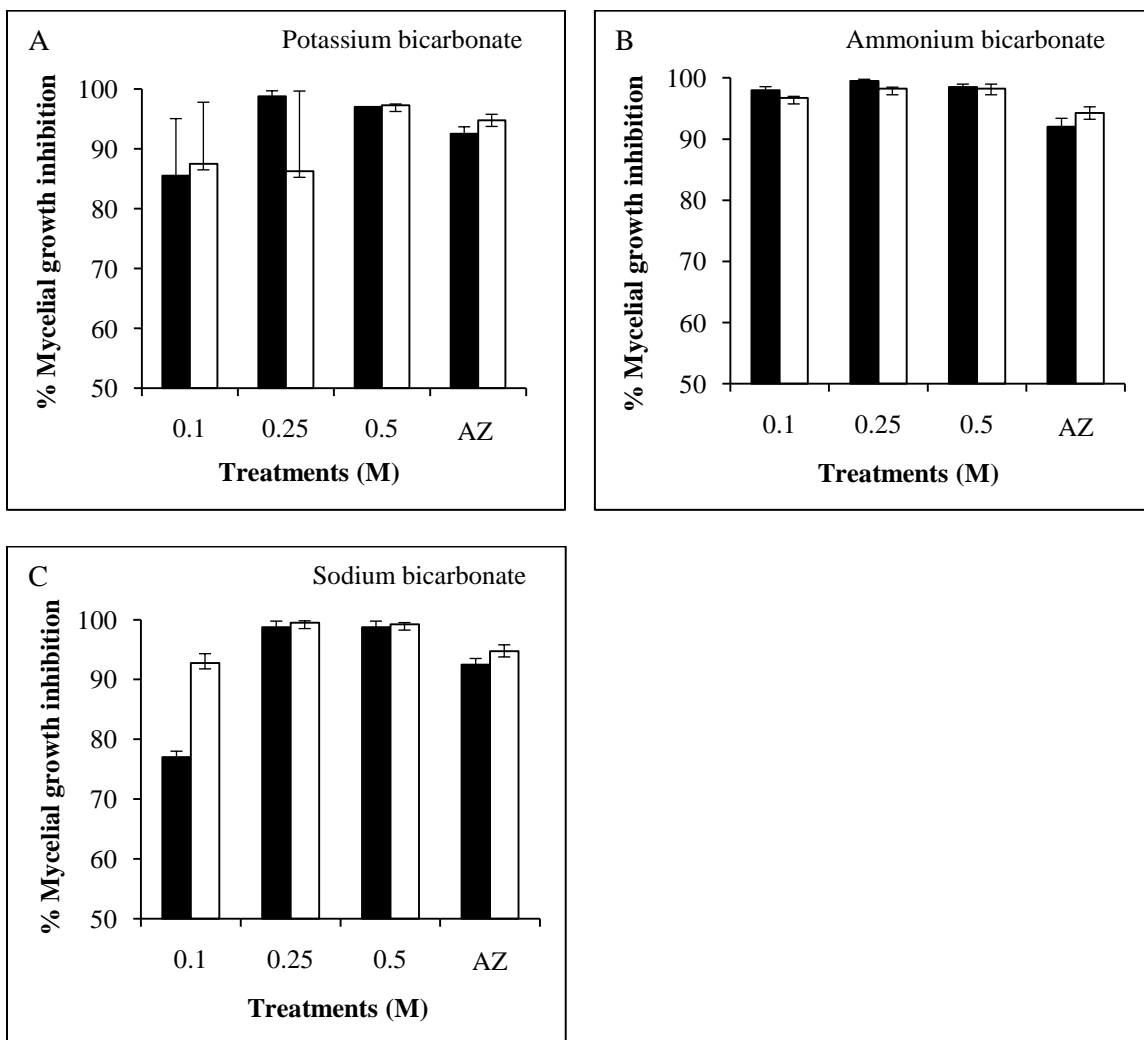 A
Potassium bicarbonate
% Mycelial growth inhibition
100
90
80
70
60
50
0.1 0.25 0.5 AZ
Treatments (M)
B
Ammonium bicarbonate
% Mycelial growth inhibition
100
90
80
70
60
50
0.1 0.25 0.5 AZ
Treatments (M)
C
Sodium bicarbonate
% Mycelial growth inhibition
100
90
80
70
60
50
0.1 0.25 0.5 AZ
Treatments (M)